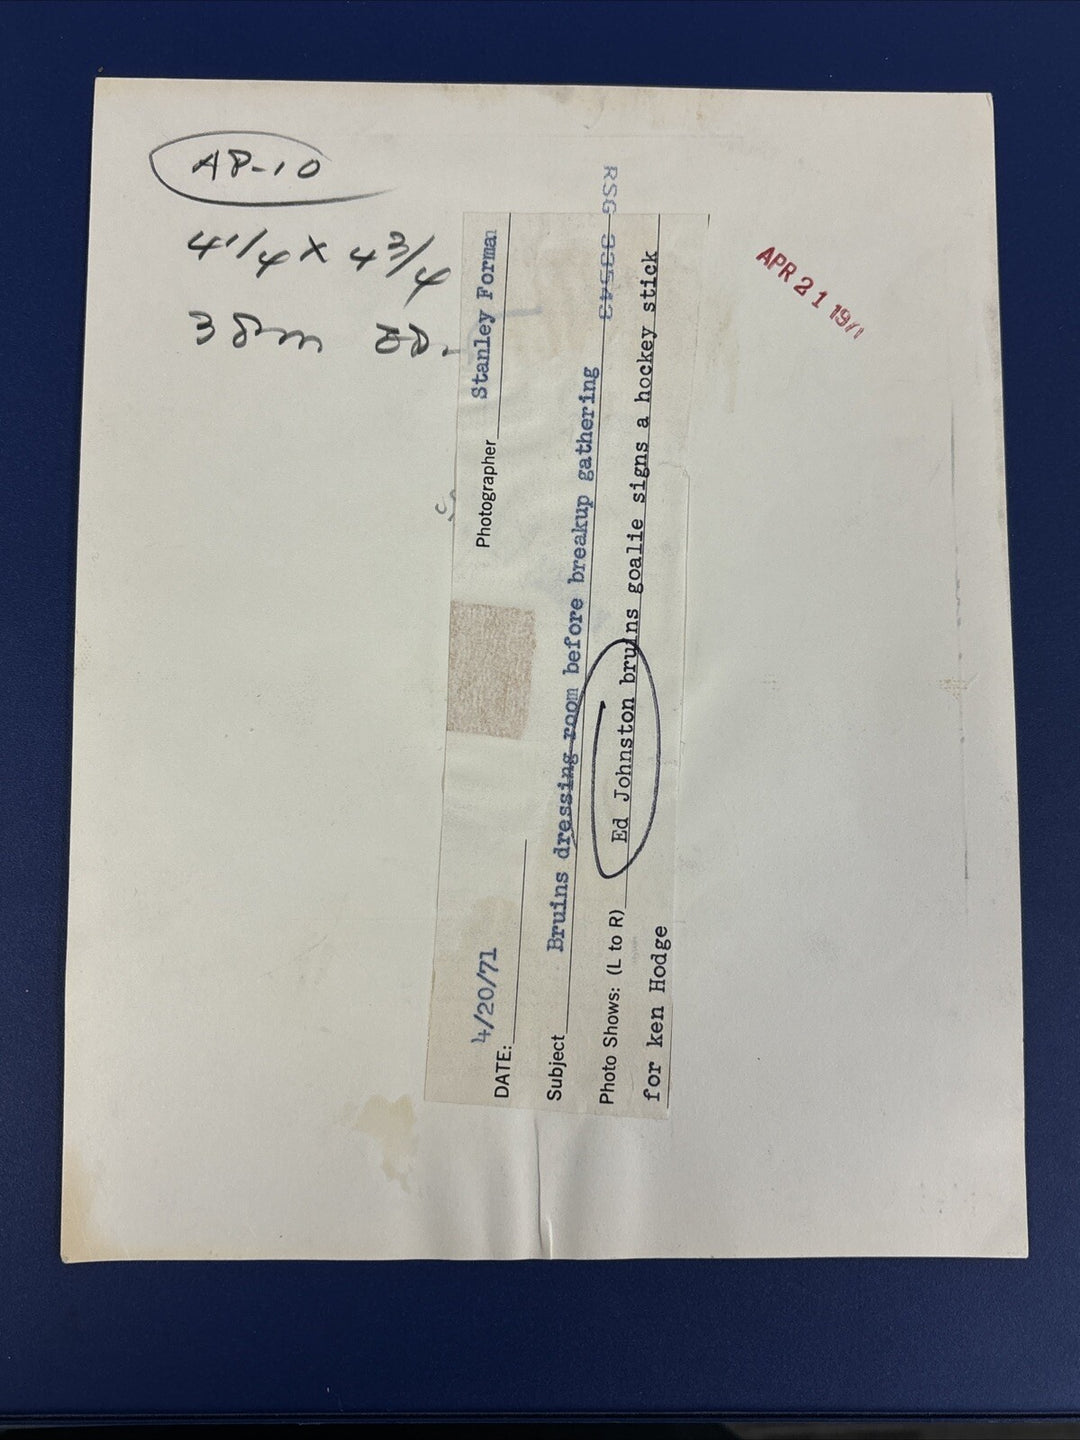 AP-10
4 1/4 x 4 3/4
APR 21 1971
RSG 33543
DATE: 4/20/71 Photographer Stanley Forman
Subject Bruins dressing room before breakup gathering
Photo Shows: (L to R) Ed Johnston bruins goalie signs a hockey stick
for ken Hodge